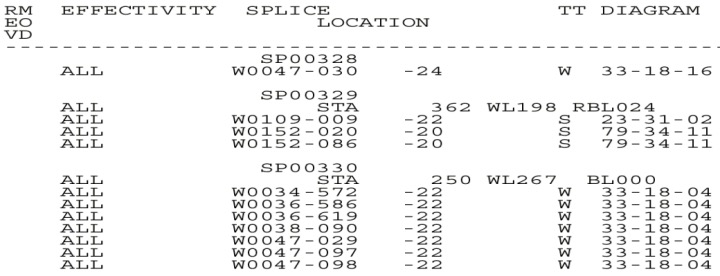 RM EFFECTIVITY SPLICE TT DIAGRAM
EO LOCATION
VD
--------------------------------------------------------------
SP00328
ALL W0047-030 -24 W 33-18-16
SP00329
ALL STA 362 WL198 RBL024
ALL W0109-009 -22 S 23-31-02
ALL W0152-020 -20 S 79-34-11
ALL W0152-086 -20 S 79-34-11
SP00330
ALL STA 250 WL267 BL000
ALL W0034-572 -22 W 33-18-04
ALL W0036-586 -22 W 33-18-04
ALL W0036-619 -22 W 33-18-04
ALL W0038-090 -22 W 33-18-04
ALL W0047-029 -22 W 33-18-04
ALL W0047-097 -22 W 33-18-04
ALL W0047-098 -22 W 33-18-04